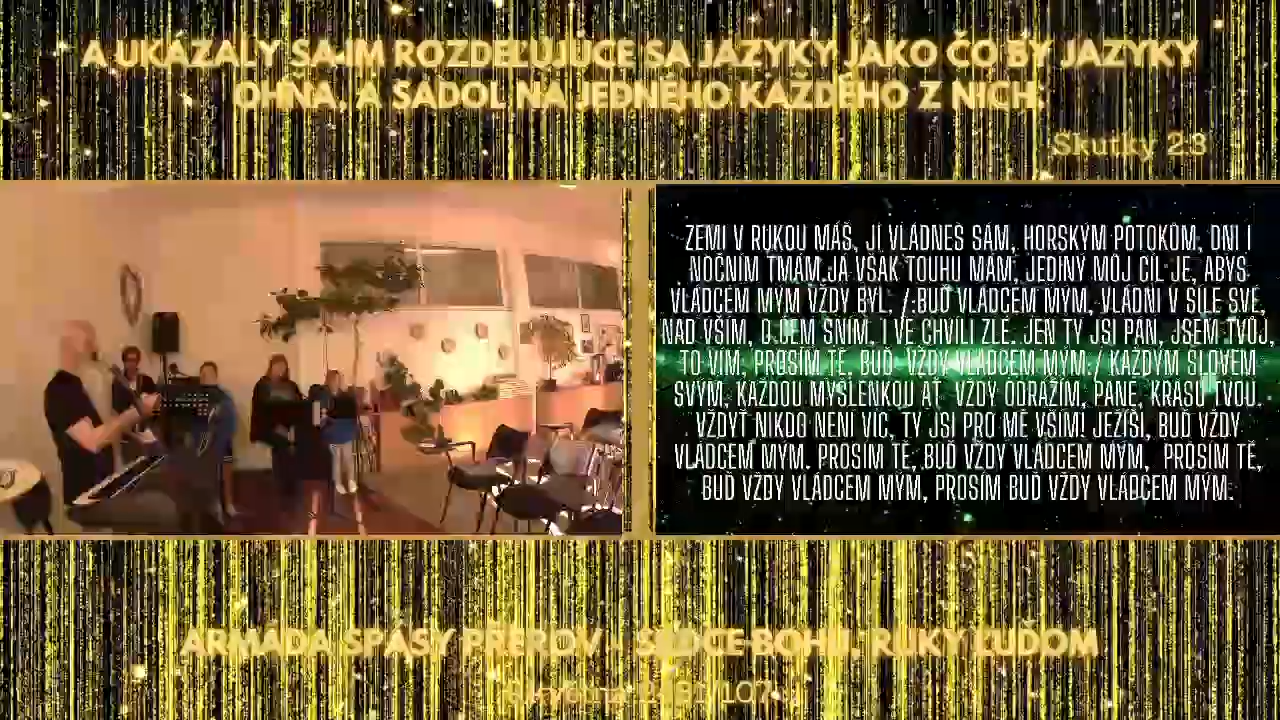 A UKÁZALY SA IM ROZDEĽUJÚCE SA JAZYKY JAKO ČO BY JAZYKY
OHŇA, A SADOL NA JEDNÉHO KAŽDÉHO Z NICH.
Skutky 2:3
ZEMI V RUKOU MÁŠ, JÍ VLÁDNEŠ SÁM, HORSKÝM POTOKŮM, DNI I
NOČNÍM TMÁM.JÁ VŠAK TOUHU MÁM, JEDINÝ MŮJ CÍL JE, ABYS
VLÁDCEM MÝM VŽDY BYL. /:BUĎ VLÁDCEM MÝM, VLÁDNI V SÍLE SVÉ,
NAD VŠÍM, O ČEM SNÍM, I VE CHVÍLI ZLÉ. JEN TY JSI PÁN, JSEM TVŮJ,
TO VÍM, PROSÍM TĚ, BUĎ VŽDY VLÁDCEM MÝM:/ KAŽDÝM SLOVEM
SVÝM, KAŽDOU MYŠLENKOU AŤ VŽDY ODRÁŽÍM, PANE, KRÁSU TVOU.
VŽDYŤ NIKDO NENÍ VÍC, TY JSI PRO MĚ VŠÍM! JEŽÍŠI, BUĎ VŽDY
VLÁDCEM MÝM. PROSÍM TĚ, BUĎ VŽDY VLÁDCEM MÝM, PROSÍM TĚ,
BUĎ VŽDY VLÁDCEM MÝM, PROSÍM BUĎ VŽDY VLÁDCEM MÝM.
ARMÁDA SPÁSY PŘEROV - SRDCE BOHU, RUKY ĽUĎOM